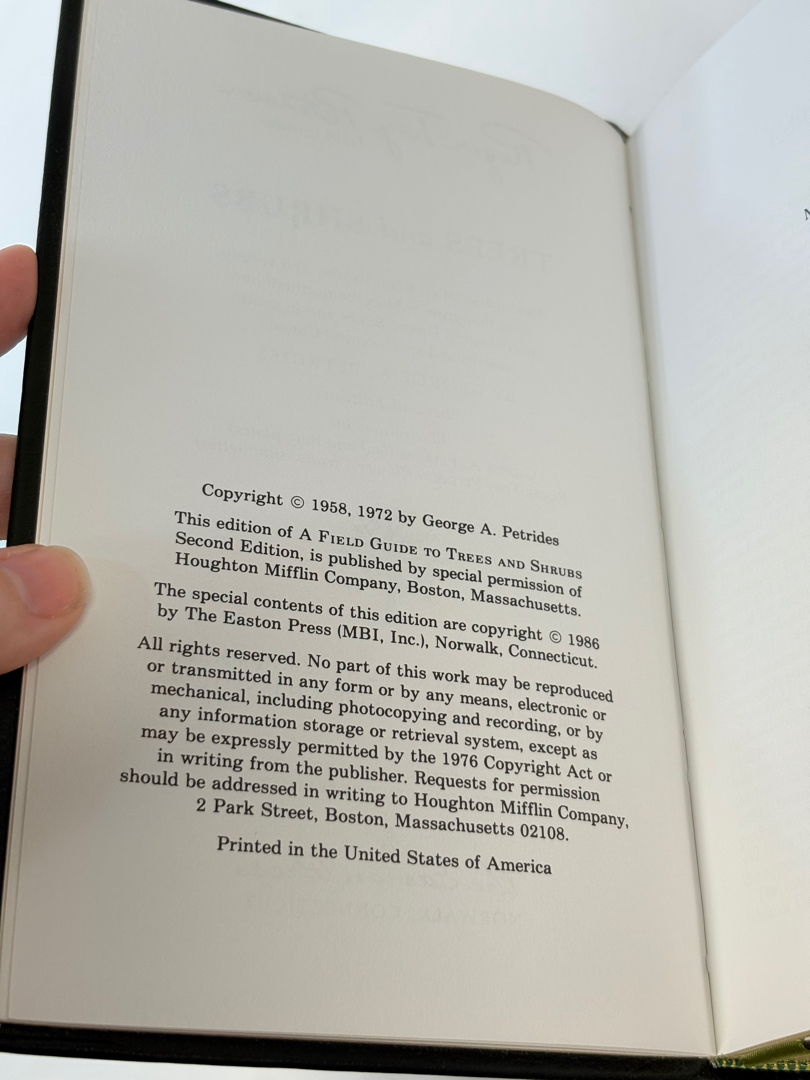 Copyright © 1958, 1972 by George A. Petrides
This edition of A FIELD GUIDE TO TREES AND SHRUBS
Second Edition, is published by special permission of
Houghton Mifflin Company, Boston, Massachusetts.
The special contents of this edition are copyright © 1986
by The Easton Press (MBI, Inc.), Norwalk, Connecticut.
All rights reserved. No part of this work may be reproduced
or transmitted in any form or by any means, electronic or
mechanical, including photocopying and recording, or by
any information storage or retrieval system, except as
may be expressly permitted by the 1976 Copyright Act or
in writing from the publisher. Requests for permission
should be addressed in writing to Houghton Mifflin Company,
2 Park Street, Boston, Massachusetts 02108.
Printed in the United States of America